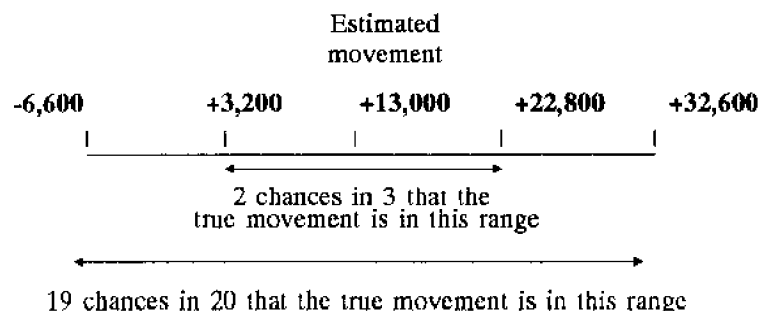 Estimated
movement
-6,600 +3,200 +13,000 +22,800 +32,600
2 chances in 3 that the
true movement is in this range
19 chances in 20 that the true movement is in this range